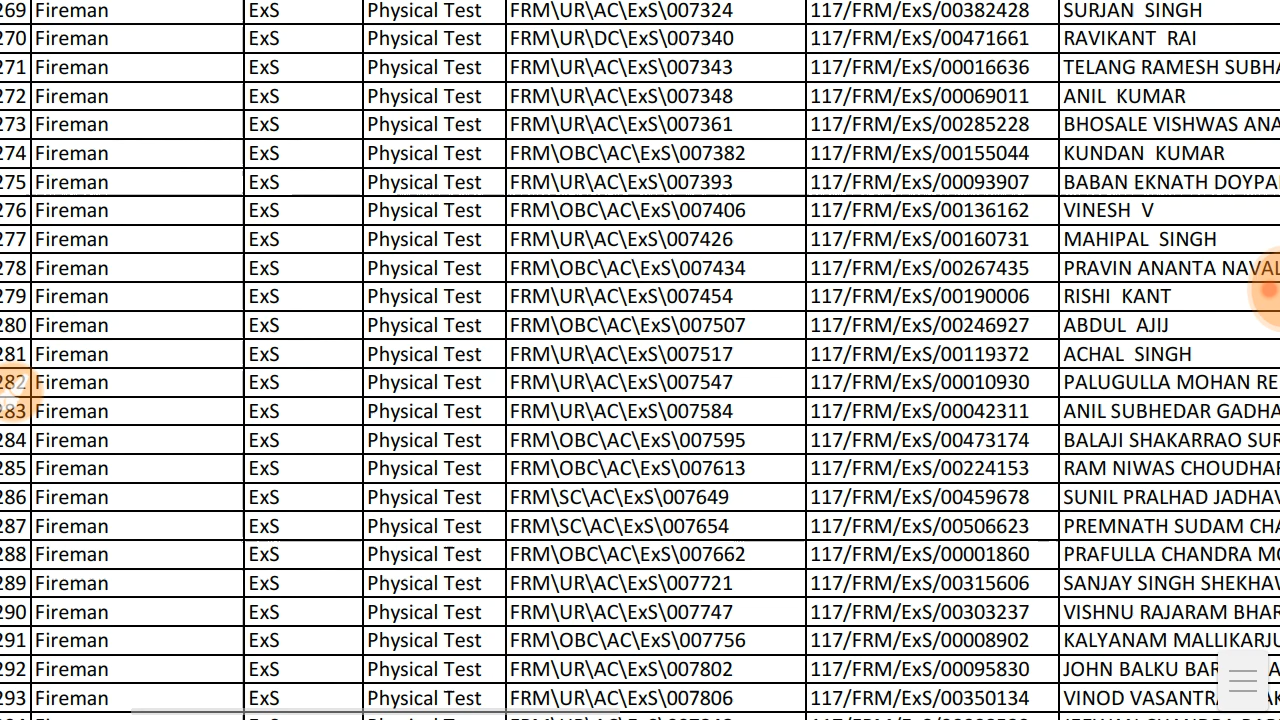 269 Fireman ExS Physical Test FRM\UR\AC\ExS\007324 117/FRM/ExS/00382428 SURJAN SINGH
270 Fireman ExS Physical Test FRM\UR\DC\ExS\007340 117/FRM/ExS/00471661 RAVIKANT RAI
271 Fireman ExS Physical Test FRM\UR\AC\ExS\007343 117/FRM/ExS/00016636 TELANG RAMESH SUBHA
272 Fireman ExS Physical Test FRM\UR\AC\ExS\007348 117/FRM/ExS/00069011 ANIL KUMAR
273 Fireman ExS Physical Test FRM\UR\AC\ExS\007361 117/FRM/ExS/00285228 BHOSALE VISHWAS ANA
274 Fireman ExS Physical Test FRM\OBC\AC\ExS\007382 117/FRM/ExS/00155044 KUNDAN KUMAR
275 Fireman ExS Physical Test FRM\UR\AC\ExS\007393 117/FRM/ExS/00093907 BABAN EKNATH DOYPA
276 Fireman ExS Physical Test FRM\OBC\AC\ExS\007406 117/FRM/ExS/00136162 VINESH V
277 Fireman ExS Physical Test FRM\UR\AC\ExS\007426 117/FRM/ExS/00160731 MAHIPAL SINGH
278 Fireman ExS Physical Test FRM\OBC\AC\ExS\007434 117/FRM/ExS/00267435 PRAVIN ANANTA NAVAL
279 Fireman ExS Physical Test FRM\UR\AC\ExS\007454 117/FRM/ExS/00190006 RISHI KANT
280 Fireman ExS Physical Test FRM\OBC\AC\ExS\007507 117/FRM/ExS/00246927 ABDUL AJIJ
281 Fireman ExS Physical Test FRM\UR\AC\ExS\007517 117/FRM/ExS/00119372 ACHAL SINGH
282 Fireman ExS Physical Test FRM\UR\AC\ExS\007547 117/FRM/ExS/00010930 PALUGULLA MOHAN RE
283 Fireman ExS Physical Test FRM\UR\AC\ExS\007584 117/FRM/ExS/00042311 ANIL SUBHEDAR GADHA
284 Fireman ExS Physical Test FRM\OBC\AC\ExS\007595 117/FRM/ExS/00473174 BALAJI SHAKARRAO SUR
285 Fireman ExS Physical Test FRM\OBC\AC\ExS\007613 117/FRM/ExS/00224153 RAM NIWAS CHOUDHAR
286 Fireman ExS Physical Test FRM\SC\AC\ExS\007649 117/FRM/ExS/00459678 SUNIL PRALHAD JADHAV
287 Fireman ExS Physical Test FRM\SC\AC\ExS\007654 117/FRM/ExS/00506623 PREMNATH SUDAM CHA
288 Fireman ExS Physical Test FRM\OBC\AC\ExS\007662 117/FRM/ExS/00001860 PRAFULLA CHANDRA MO
289 Fireman ExS Physical Test FRM\UR\AC\ExS\007721 117/FRM/ExS/00315606 SANJAY SINGH SHEKHAW
290 Fireman ExS Physical Test FRM\UR\AC\ExS\007747 117/FRM/ExS/00303237 VISHNU RAJARAM BHAR
291 Fireman ExS Physical Test FRM\OBC\AC\ExS\007756 117/FRM/ExS/00008902 KALYANAM MALLIKARJU
292 Fireman ExS Physical Test FRM\UR\AC\ExS\007802 117/FRM/ExS/00095830 JOHN BALKU BAR
293 Fireman ExS Physical Test FRM\UR\AC\ExS\007806 117/FRM/ExS/00350134 VINOD VASANTRA